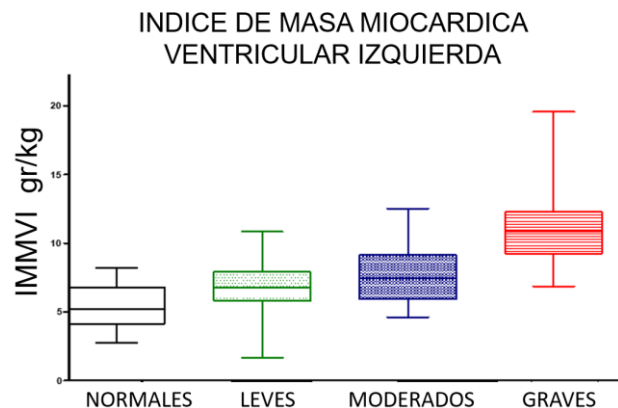 INDICE DE MASA MIOCARDICA
VENTRICULAR IZQUIERDA
IMMVI gr/kg
20
15
10
5
0
NORMALES LEVES MODERADOS GRAVES